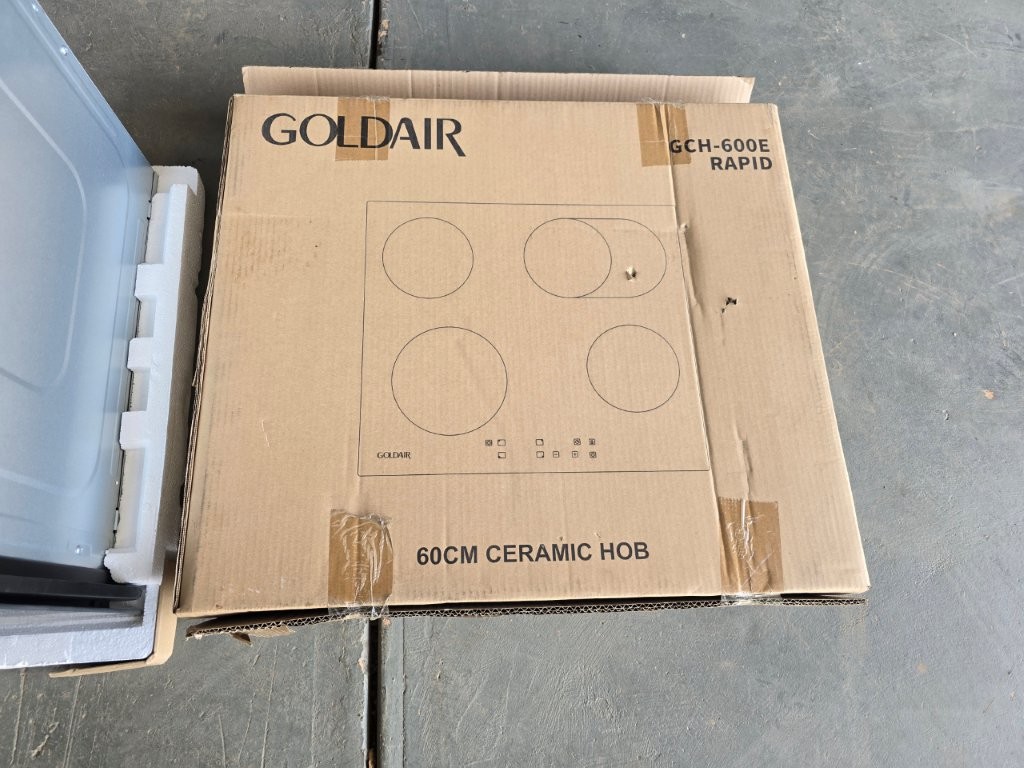 GOLDAIR
GCH-600E
RAPID
GOLDAIR
60CM CERAMIC HOB